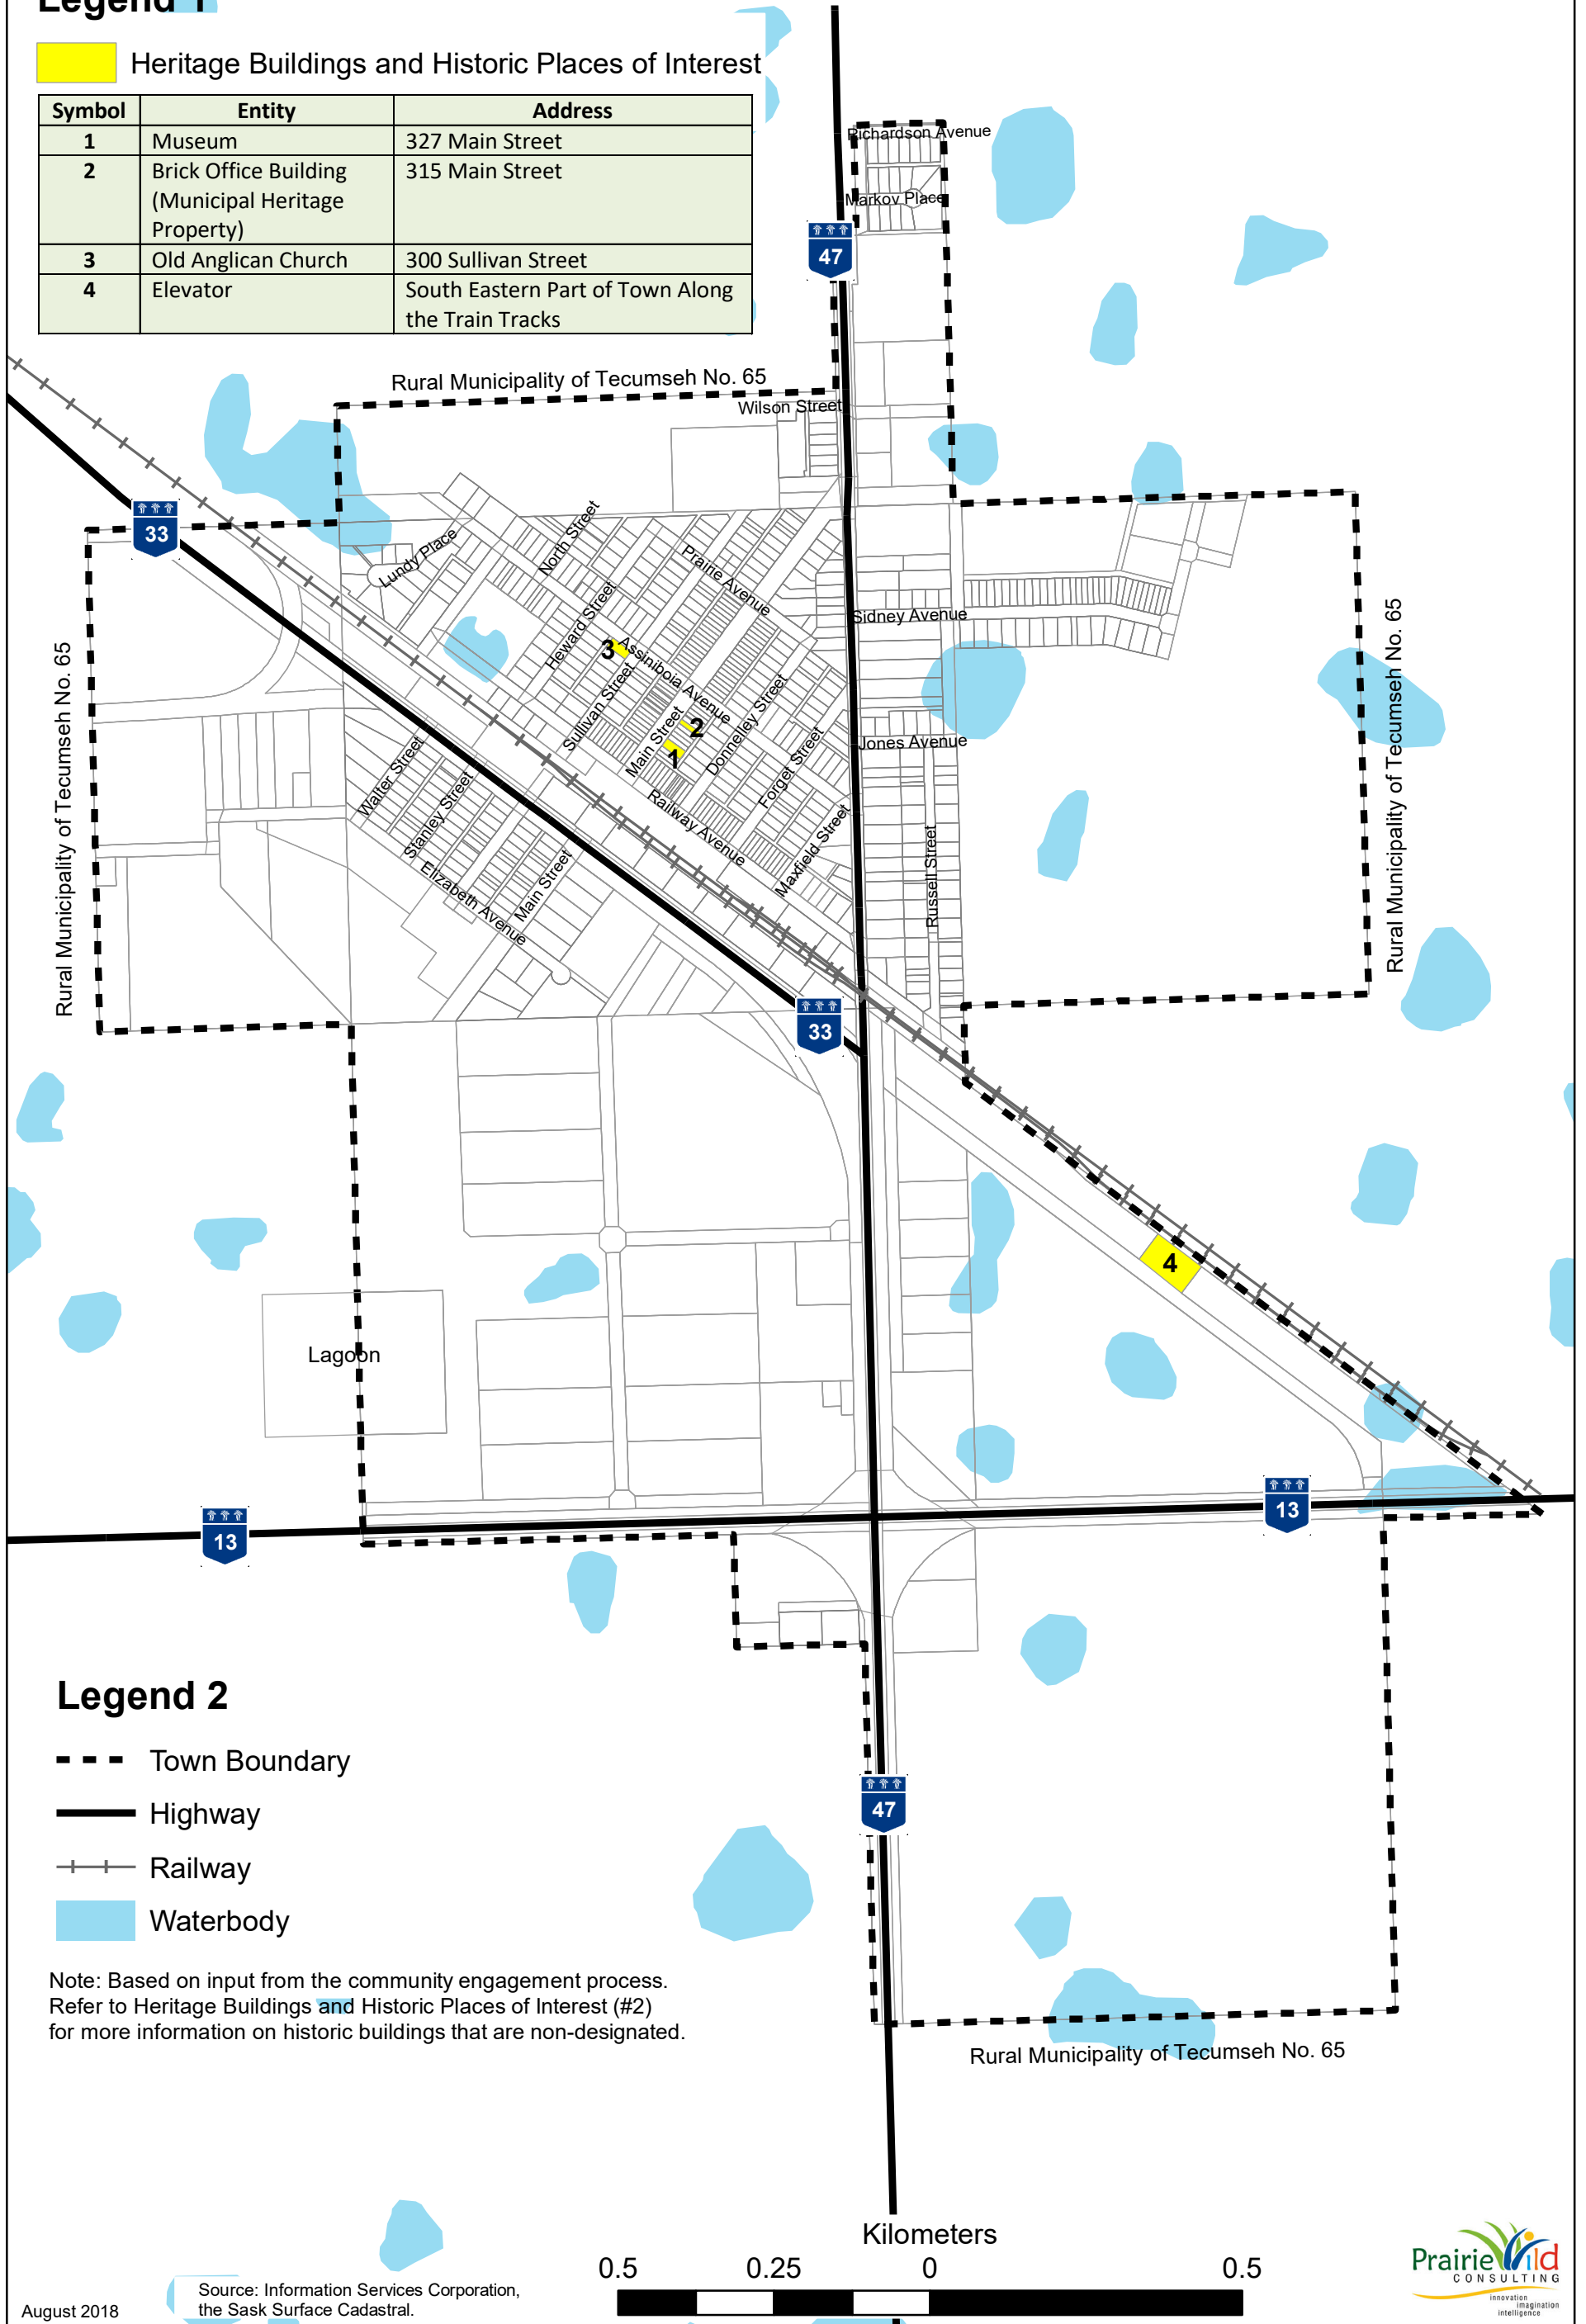 Legend 1
Heritage Buildings and Historic Places of Interest
Symbol Entity Address
1 Museum 327 Main Street
2 Brick Office Building 315 Main Street
(Municipal Heritage
Property)
3 Old Anglican Church 300 Sullivan Street
4 Elevator South Eastern Part of Town Along
the Train Tracks
Richardson Avenue
Markov Place
47
Rural Municipality of Tecumseh No. 65
Wilson Street
33
Lundy Place
North Street
Prairie Avenue
Heward Street
Sidney Avenue
3
Assiniboia Avenue
Sullivan Street
Main Street
2
1
Donnelley Street
Jones Avenue
Forget Street
Railway Avenue
Maxfield Street
Russell Street
Walter Street
Stanley Street
Elizabeth Avenue
Main Street
Rural Municipality of Tecumseh No. 65
Rural Municipality of Tecumseh No. 65
33
4
Lagoon
13
13
Legend 2
Town Boundary
Highway
Railway
Waterbody
47
Note: Based on input from the community engagement process.
Refer to Heritage Buildings and Historic Places of Interest (#2)
for more information on historic buildings that are non-designated.
Rural Municipality of Tecumseh No. 65
Kilometers
0.5 0.25 0 0.5
August 2018
Source: Information Services Corporation,
the Sask Surface Cadastral.
PrairieWild
CONSULTING
innovation
imagination
intelligence